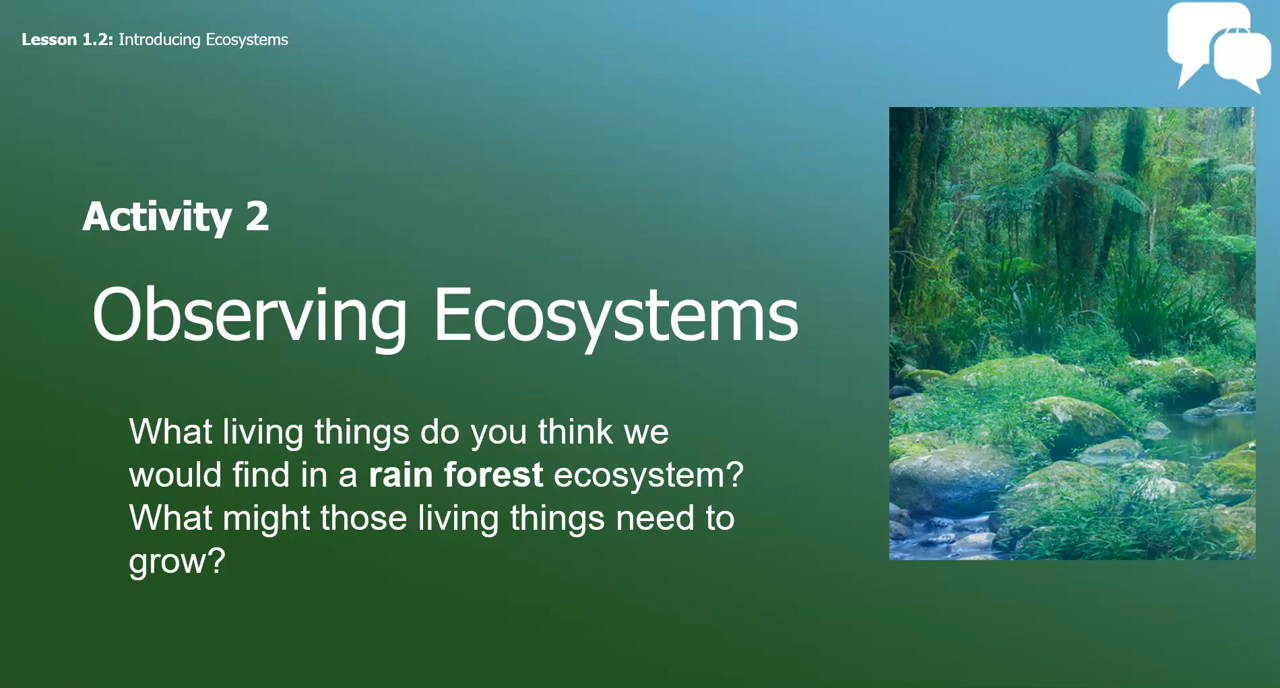 Lesson 1.2: Introducing Ecosystems
Activity 2
Observing Ecosystems
What living things do you think we
would find in a rain forest ecosystem?
What might those living things need to
grow?